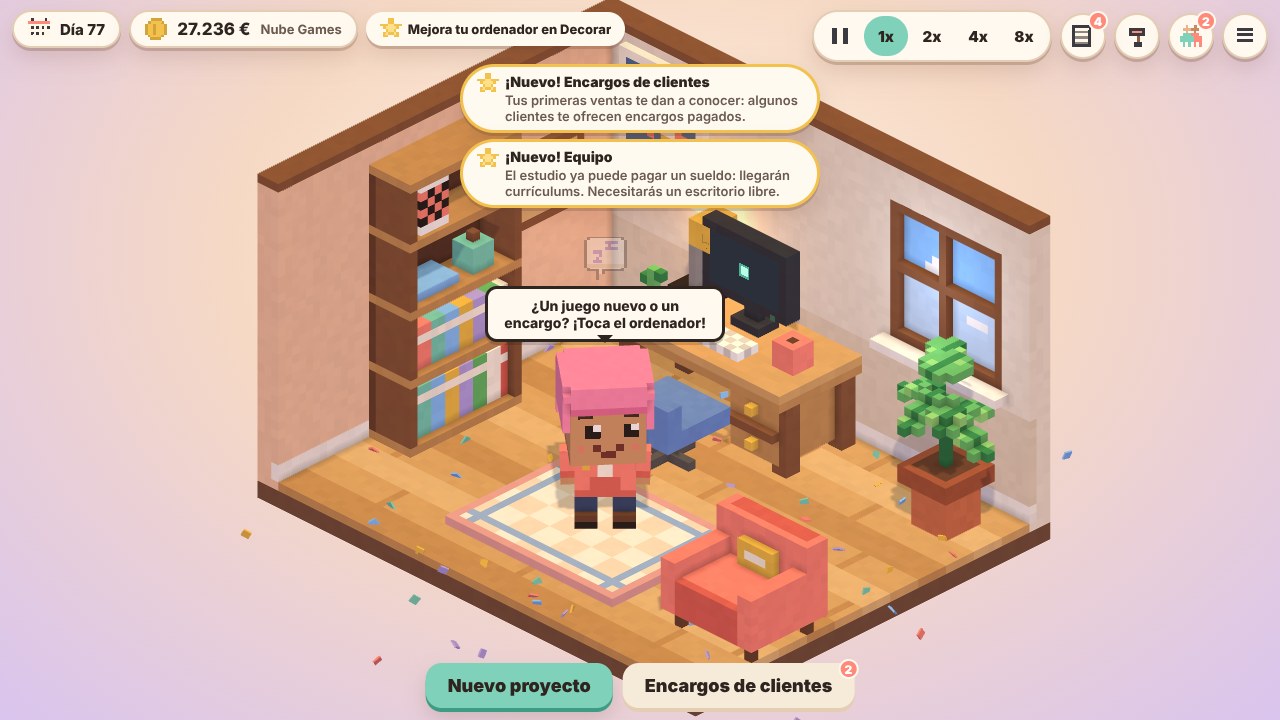 Día 77
27.236 € Nube Games
Mejora tu ordenador en Decorar
1x 2x 4x 8x
4
2
¡Nuevo! Encargos de clientes
Tus primeras ventas te dan a conocer: algunos
clientes te ofrecen encargos pagados.
¡Nuevo! Equipo
El estudio ya puede pagar un sueldo: llegarán
currículums. Necesitarás un escritorio libre.
¿Un juego nuevo o un
encargo? ¡Toca el ordenador!
Nuevo proyecto
Encargos de clientes
2